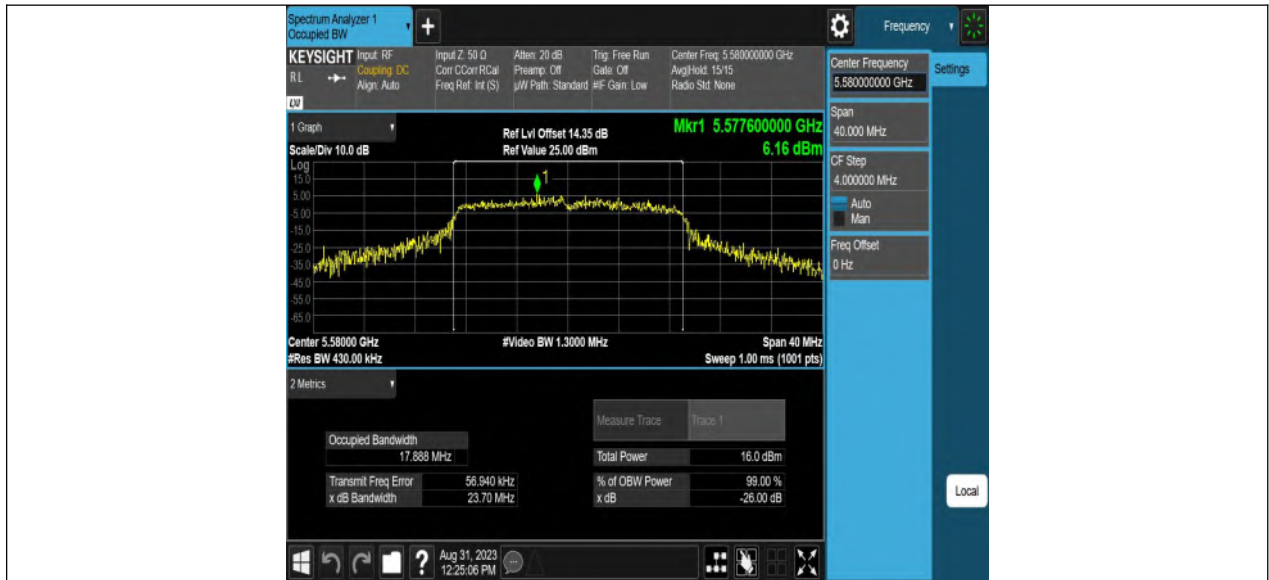 Spectrum Analyzer 1
Occupied BW
+
Frequency
KEYSIGHT
RL
LXI
Input: RF
Coupling: DC
Align: Auto
Input Z: 50 Ω
Corr CCorr RCal
Freq Ref: Int (S)
Atten: 20 dB
Preamp: Off
µW Path: Standard
Trig: Free Run
Gate: Off
#IF Gain: Low
Center Freq: 5.580000000 GHz
Avg|Hold: 15/15
Radio Std: None
Center Frequency
5.580000000 GHz
Settings
Span
40.000 MHz
CF Step
4.000000 MHz
Auto
Man
Freq Offset
0 Hz
Local
1 Graph
Scale/Div 10.0 dB
Ref Lvl Offset 14.35 dB
Ref Value 25.00 dBm
Mkr1 5.577600000 GHz
6.16 dBm
Log
15.0
5.00
-5.00
-15.0
-25.0
-35.0
-45.0
-55.0
-65.0
1
Center 5.58000 GHz
#Res BW 430.00 kHz
#Video BW 1.3000 MHz
Span 40 MHz
Sweep 1.00 ms (1001 pts)
2 Metrics
Measure Trace Trace 1
Occupied Bandwidth
17.888 MHz
Total Power 16.0 dBm
Transmit Freq Error 56.940 kHz
% of OBW Power 99.00 %
x dB Bandwidth 23.70 MHz
x dB -26.00 dB
?
Aug 31, 2023
12:25:06 PM